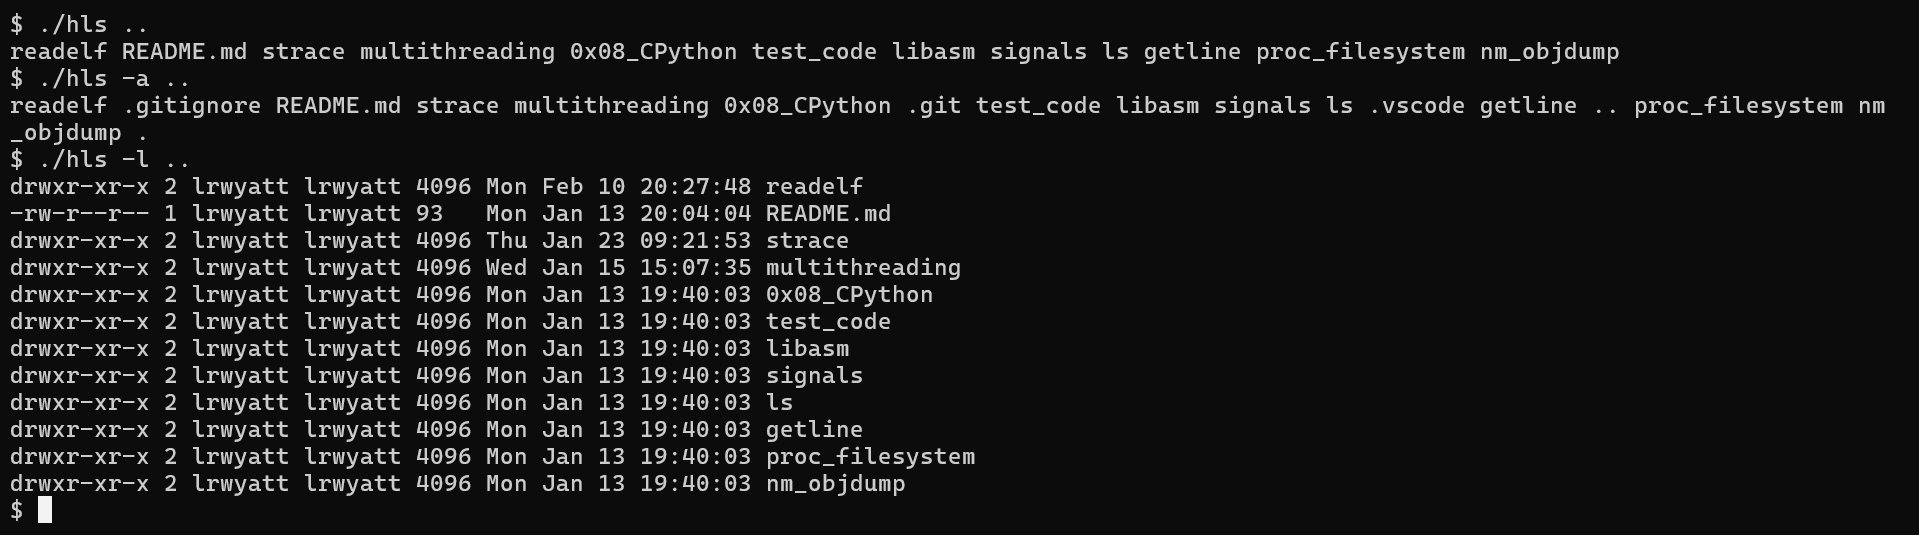 $ ./hls ..
readelf README.md strace multithreading 0x08_CPython test_code libasm signals ls getline proc_filesystem nm_objdump
$ ./hls -a ..
readelf .gitignore README.md strace multithreading 0x08_CPython .git test_code libasm signals ls .vscode getline .. proc_filesystem nm
_objdump .
$ ./hls -l ..
drwxr-xr-x 2 lrwyatt lrwyatt 4096 Mon Feb 10 20:27:48 readelf
-rw-r--r-- 1 lrwyatt lrwyatt 93   Mon Jan 13 20:04:04 README.md
drwxr-xr-x 2 lrwyatt lrwyatt 4096 Thu Jan 23 09:21:53 strace
drwxr-xr-x 2 lrwyatt lrwyatt 4096 Wed Jan 15 15:07:35 multithreading
drwxr-xr-x 2 lrwyatt lrwyatt 4096 Mon Jan 13 19:40:03 0x08_CPython
drwxr-xr-x 2 lrwyatt lrwyatt 4096 Mon Jan 13 19:40:03 test_code
drwxr-xr-x 2 lrwyatt lrwyatt 4096 Mon Jan 13 19:40:03 libasm
drwxr-xr-x 2 lrwyatt lrwyatt 4096 Mon Jan 13 19:40:03 signals
drwxr-xr-x 2 lrwyatt lrwyatt 4096 Mon Jan 13 19:40:03 ls
drwxr-xr-x 2 lrwyatt lrwyatt 4096 Mon Jan 13 19:40:03 getline
drwxr-xr-x 2 lrwyatt lrwyatt 4096 Mon Jan 13 19:40:03 proc_filesystem
drwxr-xr-x 2 lrwyatt lrwyatt 4096 Mon Jan 13 19:40:03 nm_objdump
$